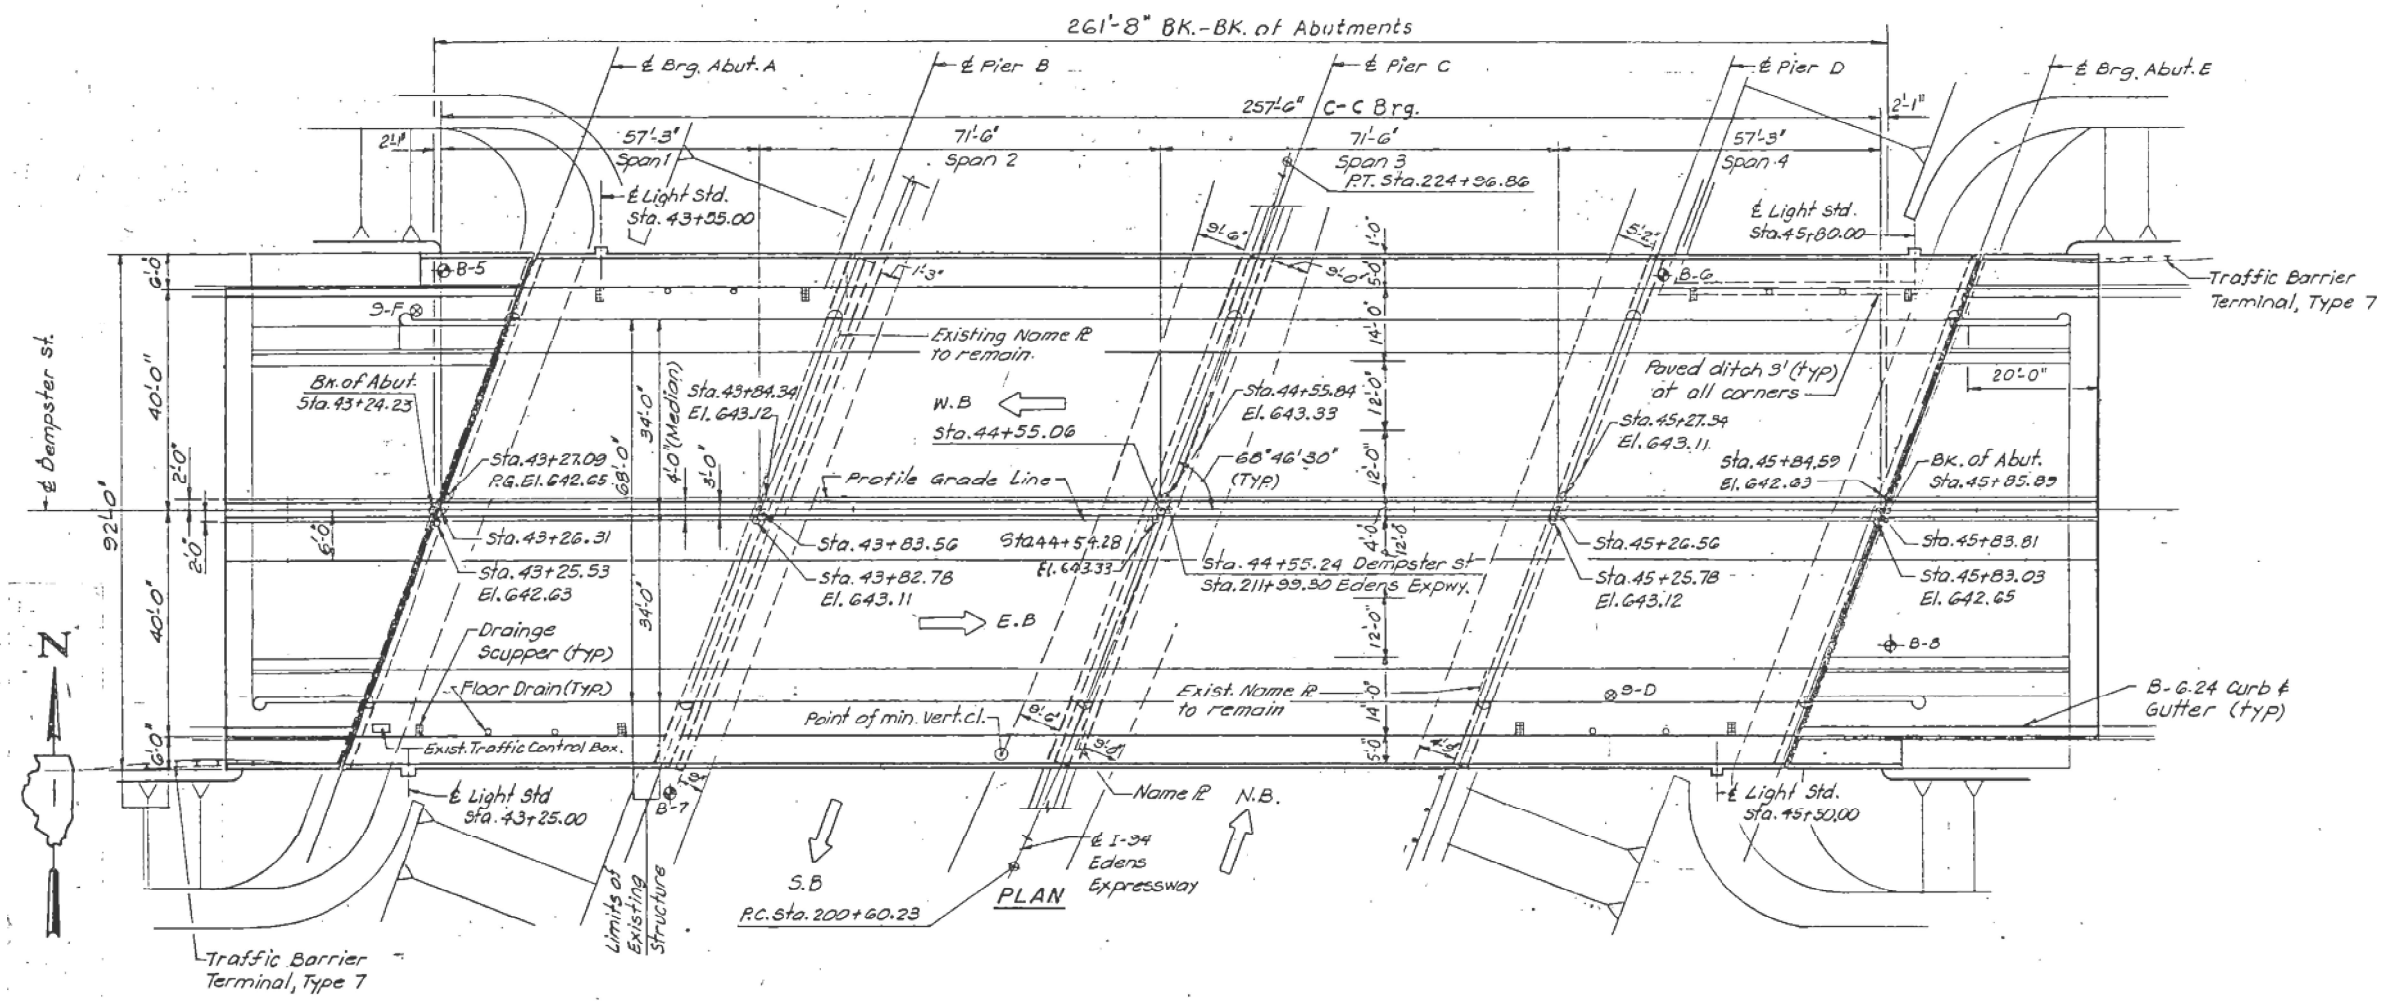 261'-8" BK.-BK. of Abutments
℄ Brg. Abut. A
℄ Pier B
℄ Pier C
℄ Pier D
℄ Brg. Abut. E
257'-6" C-C Brg.
2'-1"
2'-1"
57'-3"
Span 1
71'-6"
Span 2
71'-6"
Span 3
57'-3"
Span 4
P.T. Sta. 224+96.86
℄ Light Std.
Sta. 43+55.00
℄ Light Std.
Sta. 45+80.00
9'-6"
5'-2"
1'-0"
6'-0"
B-5
1'-3"
9'-0"
5'-0"
B-6
Traffic Barrier
Terminal, Type 7
9-F
Existing Name ℞
to remain.
14'-0"
℄ Dempster St.
Bk. of Abut.
Sta. 43+24.23
40'-0"
34'-0"
4'-0" (Median)
Sta. 43+84.34
El. 643.12
W.B
Sta. 44+55.06
Sta. 44+55.84
El. 643.33
12'-0"
Paved ditch 3' (typ)
at all corners
20'-0"
Sta. 45+27.34
El. 643.11
2'-0"
Sta. 43+27.09
P.G. El. 642.65
68'-0"
3'-0"
Profile Grade Line
68°46'30"
(TYP)
12'-0"
Sta. 45+84.59
El. 642.63
BK. of Abut.
Sta. 45+85.89
92'-0"
2'-0"
6'-0"
Sta. 43+26.31
Sta. 43+83.56
Sta 44+54.28
El. 643.33
4'-0"
12'-0"
Sta. 45+26.56
Sta. 45+83.81
Sta. 43+25.53
El. 642.63
Sta. 43+82.78
El. 643.11
Sta. 44+55.24 Dempster St
Sta. 211+99.30 Edens Expwy.
Sta. 45+25.78
El. 643.12
Sta. 45+83.03
El. 642.65
40'-0"
34'-0"
E.B
12'-0"
B-8
Z
Drainge
Scupper (typ)
Floor Drain (TYP.)
Exist. Name ℞
to remain
9-D
B-6.24 Curb &
Gutter (typ)
Point of min. vert. cl.
9'-6"
14'-0"
6'-0"
Exist. Traffic Control Box.
9'-0"
5'-0"
℄ Light Std
Sta. 43+25.00
B-7
Name ℞
N.B.
℄ Light Std.
Sta. 45+50.00
Limits of
Existing
Structure
S.B
℄ I-94
Edens
Expressway
P.C. Sta. 200+60.23
PLAN
Traffic Barrier
Terminal, Type 7